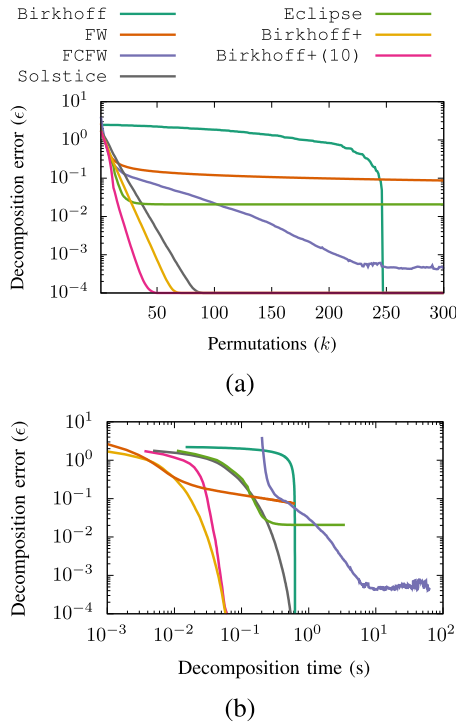 Birkhoff
FW
FCFW
Solstice
Eclipse
Birkhoff+
Birkhoff+(10)
Decomposition error (ϵ)
10^1
10^0
10^-1
10^-2
10^-3
10^-4
50 100 150 200 250 300
Permutations (k)
(a)
Decomposition error (ϵ)
10^1
10^0
10^-1
10^-2
10^-3
10^-4
10^-3 10^-2 10^-1 10^0 10^1 10^2
Decomposition time (s)
(b)